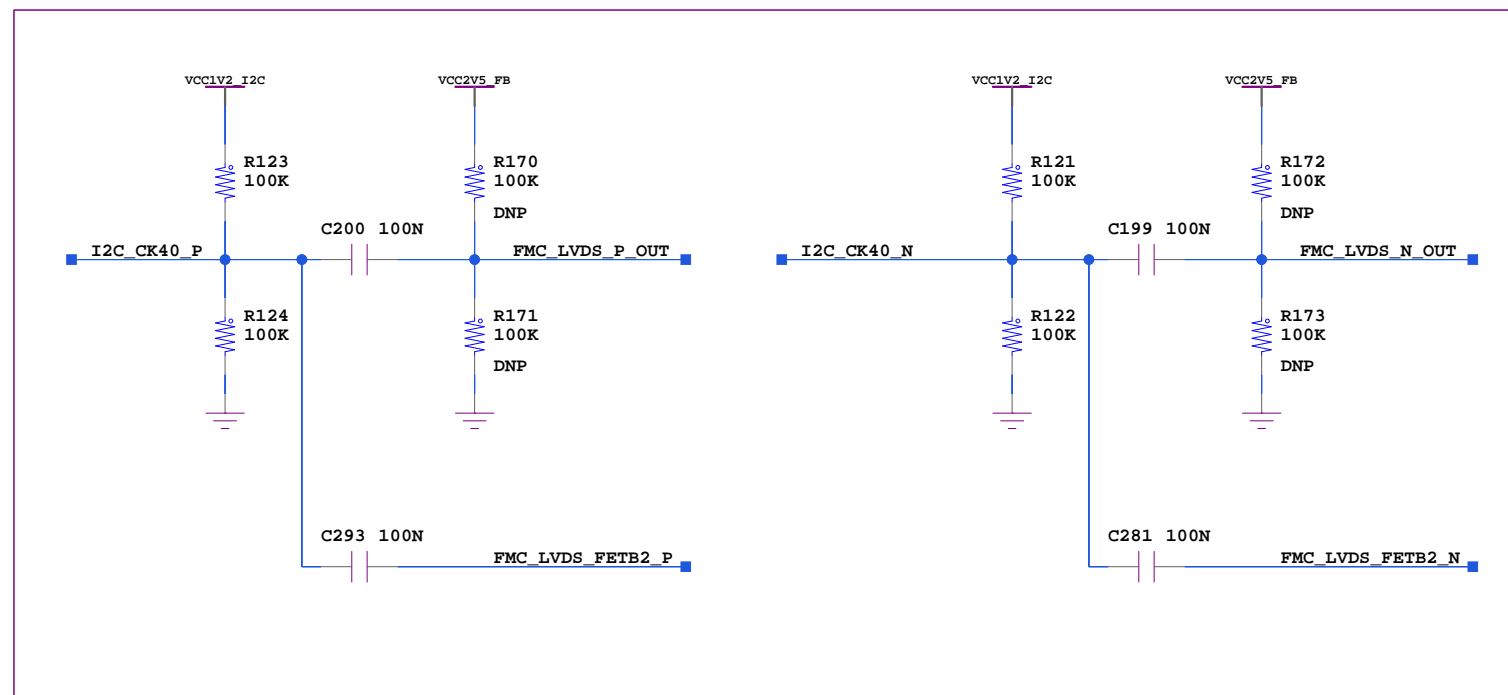 VCC1V2_I2C
VCC2V5_FB
R123
100K
R170
100K
DNP
C200 100N
I2C_CK40_P
FMC_LVDS_P_OUT
R124
100K
R171
100K
DNP
C293 100N
FMC_LVDS_FETB2_P
VCC1V2_I2C
VCC2V5_FB
R121
100K
R172
100K
DNP
C199 100N
I2C_CK40_N
FMC_LVDS_N_OUT
R122
100K
R173
100K
DNP
C281 100N
FMC_LVDS_FETB2_N